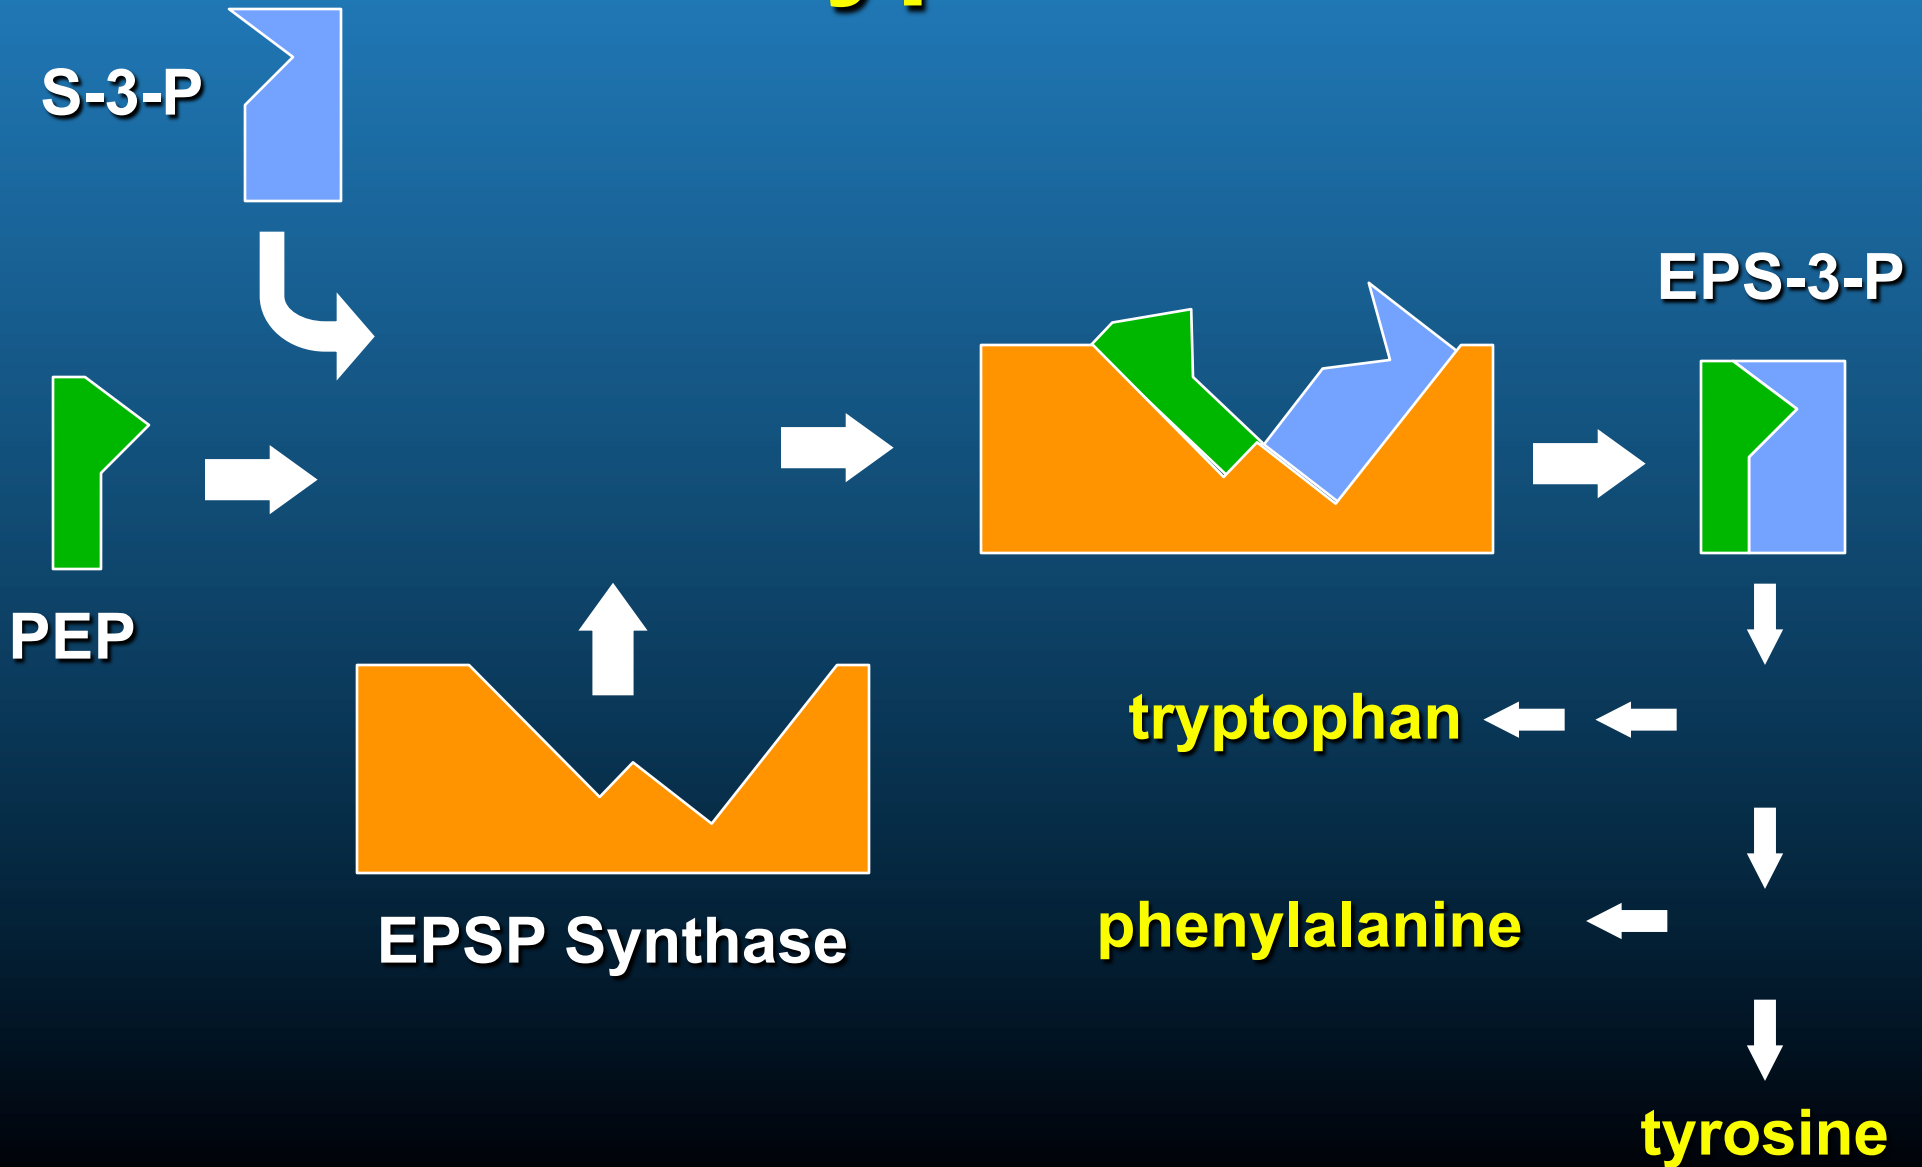 S-3-P
EPS-3-P
PEP
tryptophan
phenylalanine
EPSP Synthase
tyrosine